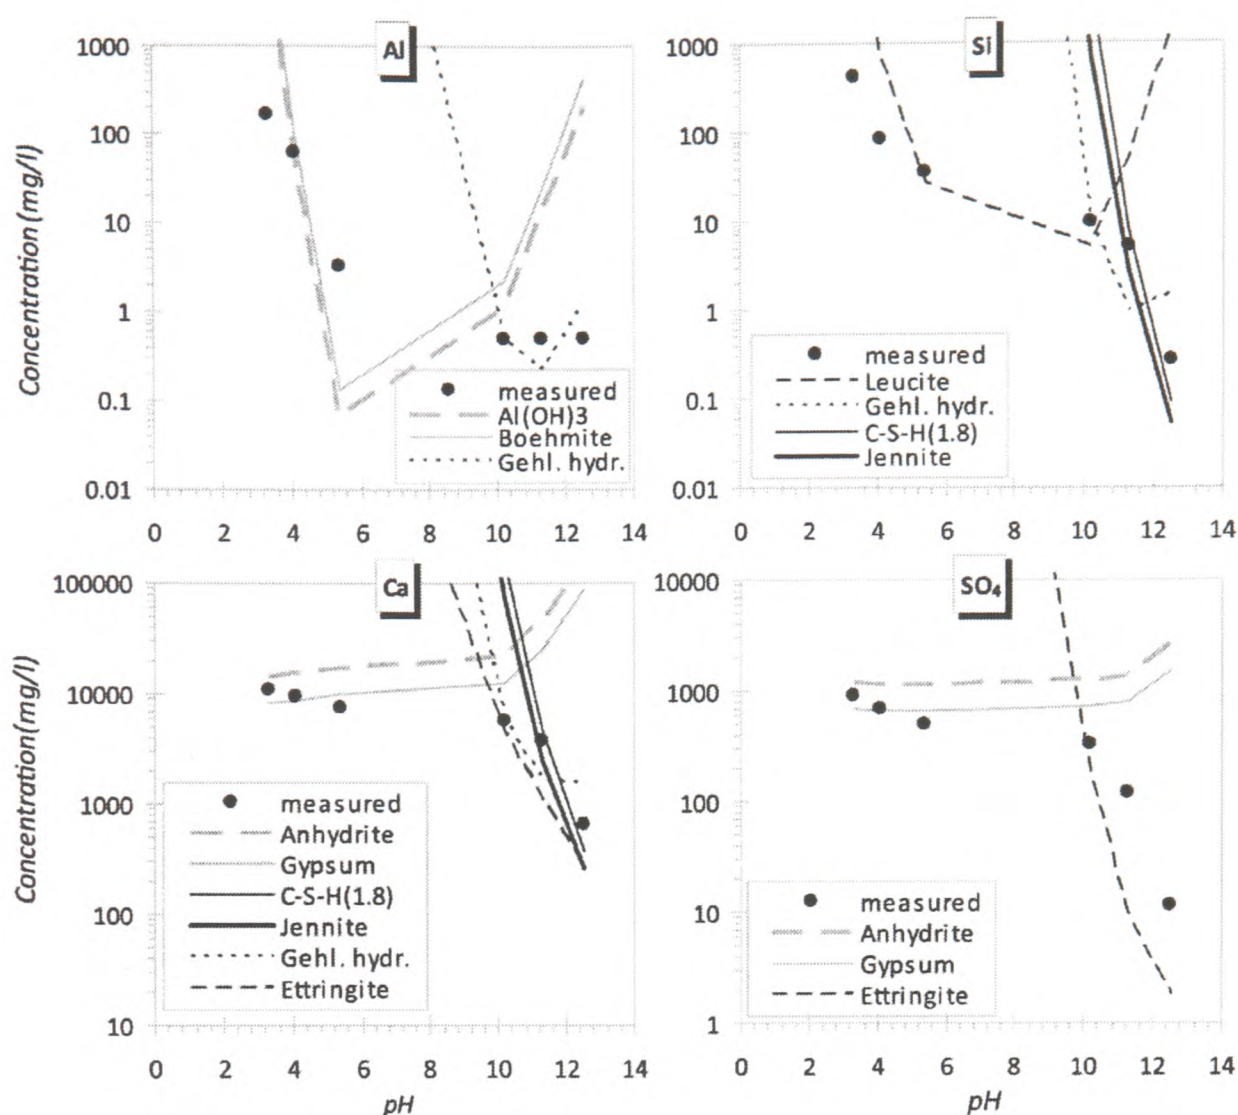 Al
1000
100
10
1
0.1
0.01
Concentration (mg/l)
measured
Al(OH)3
Boehmite
Gehl. hydr.
0 2 4 6 8 10 12 14
Si
1000
100
10
1
0.1
0.01
measured
Leucite
Gehl. hydr.
C-S-H(1.8)
Jennite
0 2 4 6 8 10 12 14
Ca
100000
10000
1000
100
10
Concentration(mg/l)
measured
Anhydrite
Gypsum
C-S-H(1.8)
Jennite
Gehl. hydr.
Ettringite
0 2 4 6 8 10 12 14
pH
SO₄
10000
1000
100
10
1
measured
Anhydrite
Gypsum
Ettringite
0 2 4 6 8 10 12 14
pH